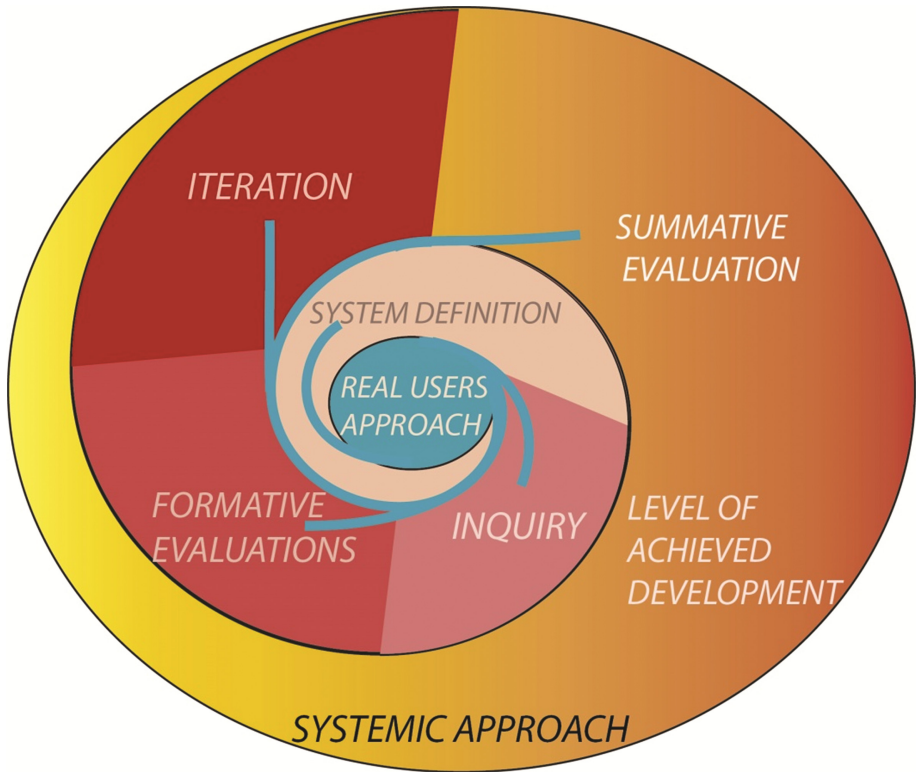 ITERATION
SUMMATIVE
EVALUATION
SYSTEM DEFINITION
REAL USERS
APPROACH
FORMATIVE
EVALUATIONS
INQUIRY
LEVEL OF
ACHIEVED
DEVELOPMENT
SYSTEMIC APPROACH